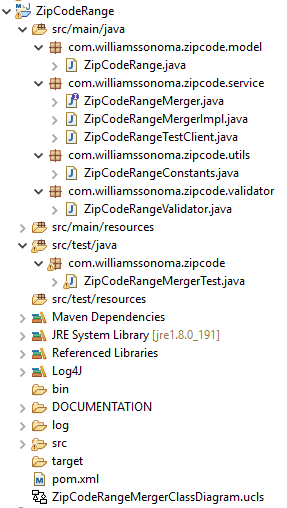 ZipCodeRange
src/main/java
com.williamssonoma.zipcode.model
ZipCodeRange.java
com.williamssonoma.zipcode.service
ZipCodeRangeMerger.java
ZipCodeRangeMergerImpl.java
ZipCodeRangeTestClient.java
com.williamssonoma.zipcode.utils
ZipCodeRangeConstants.java
com.williamssonoma.zipcode.validator
ZipCodeRangeValidator.java
src/main/resources
src/test/java
com.williamssonoma.zipcode
ZipCodeRangeMergerTest.java
src/test/resources
Maven Dependencies
JRE System Library [jre1.8.0_191]
Referenced Libraries
Log4J
bin
DOCUMENTATION
log
src
target
pom.xml
ZipCodeRangeMergerClassDiagram.ucls